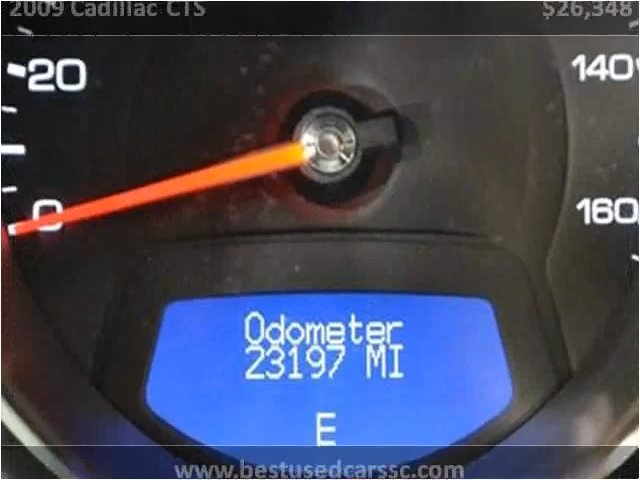 2009 Cadillac CTS $26,348
20 140
0 160
Odometer
23197 MI
E
www.bestusedcarssc.com